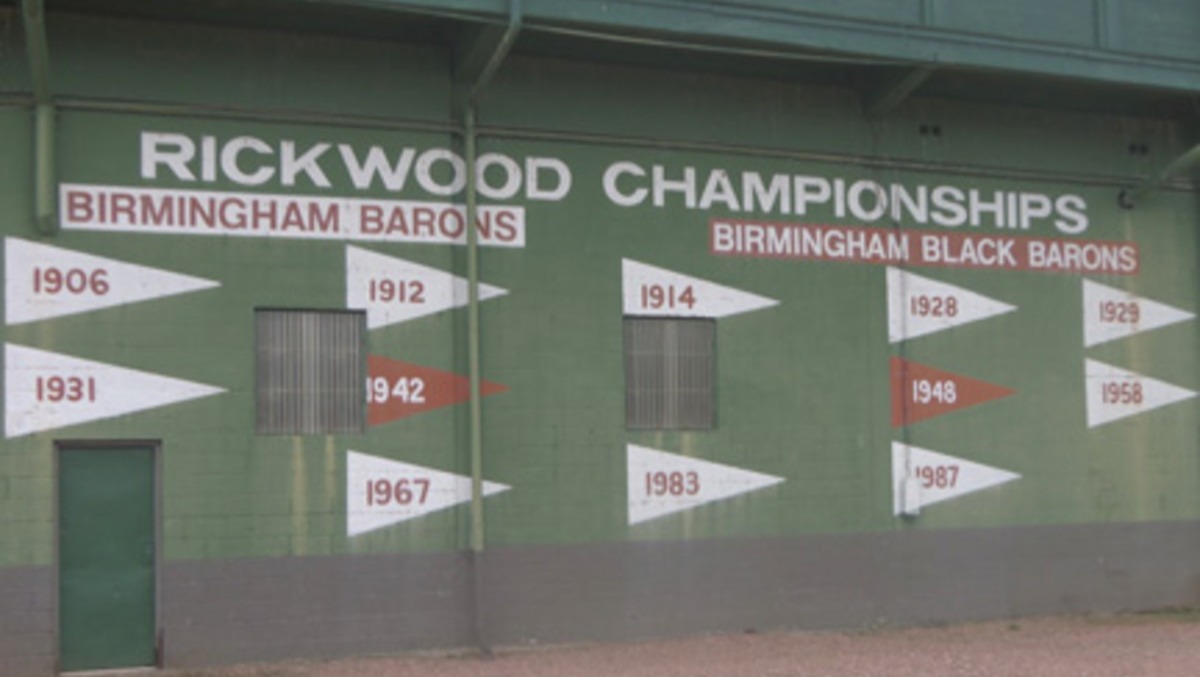 RICKWOOD CHAMPIONSHIPS
BIRMINGHAM BARONS
BIRMINGHAM BLACK BARONS
1906 1912 1914 1928 1929
1931 1942 1948 1958
1967 1983 1987